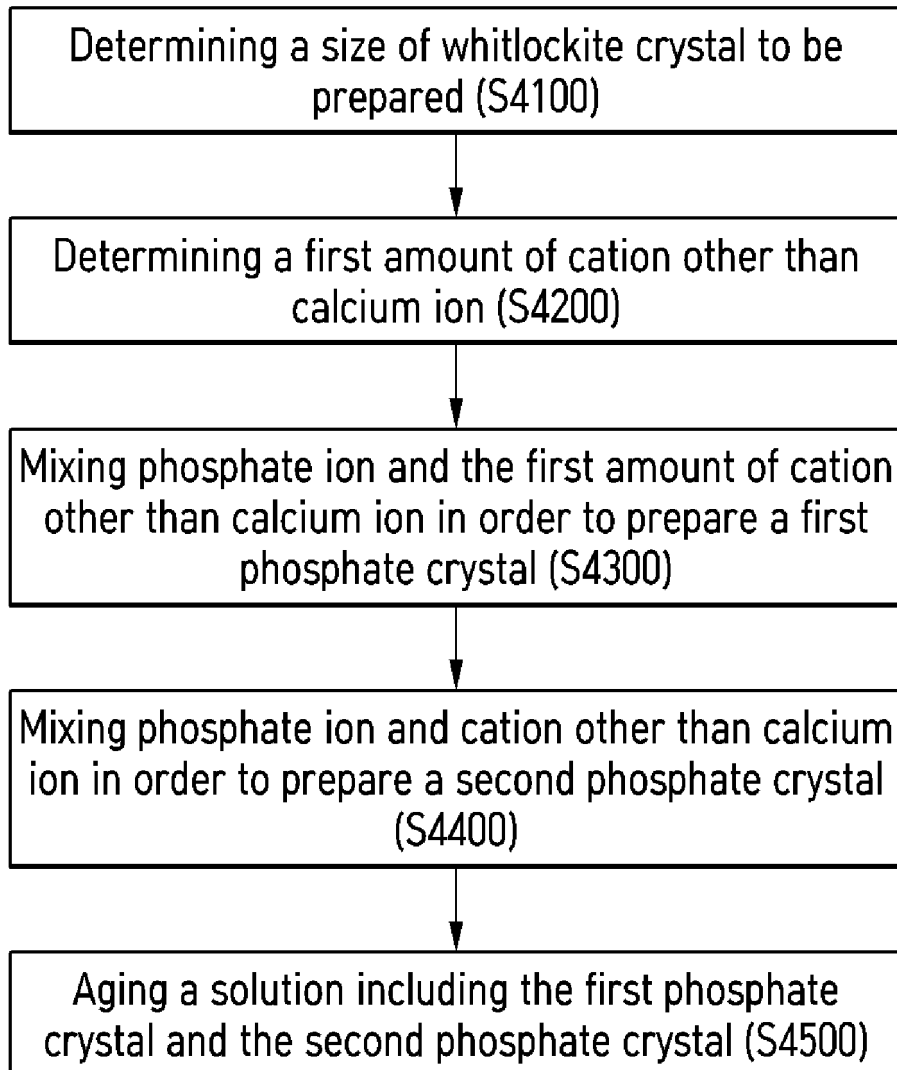 Determining a size of whitlockite crystal to be
prepared (S4100)
Determining a first amount of cation other than
calcium ion (S4200)
Mixing phosphate ion and the first amount of cation
other than calcium ion in order to prepare a first
phosphate crystal (S4300)
Mixing phosphate ion and cation other than calcium
ion in order to prepare a second phosphate crystal
(S4400)
Aging a solution including the first phosphate
crystal and the second phosphate crystal (S4500)